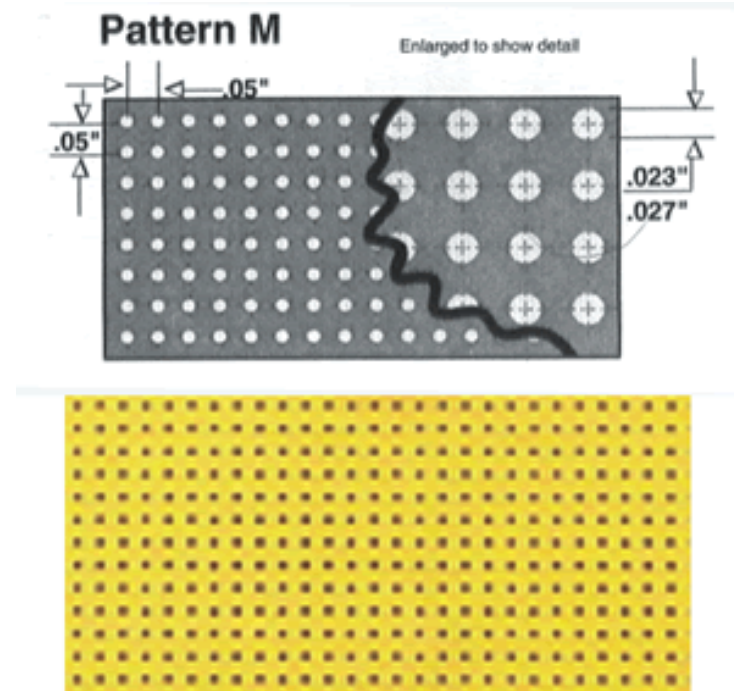 Pattern M
Enlarged to show detail
.05"
.05"
.023"
.027"